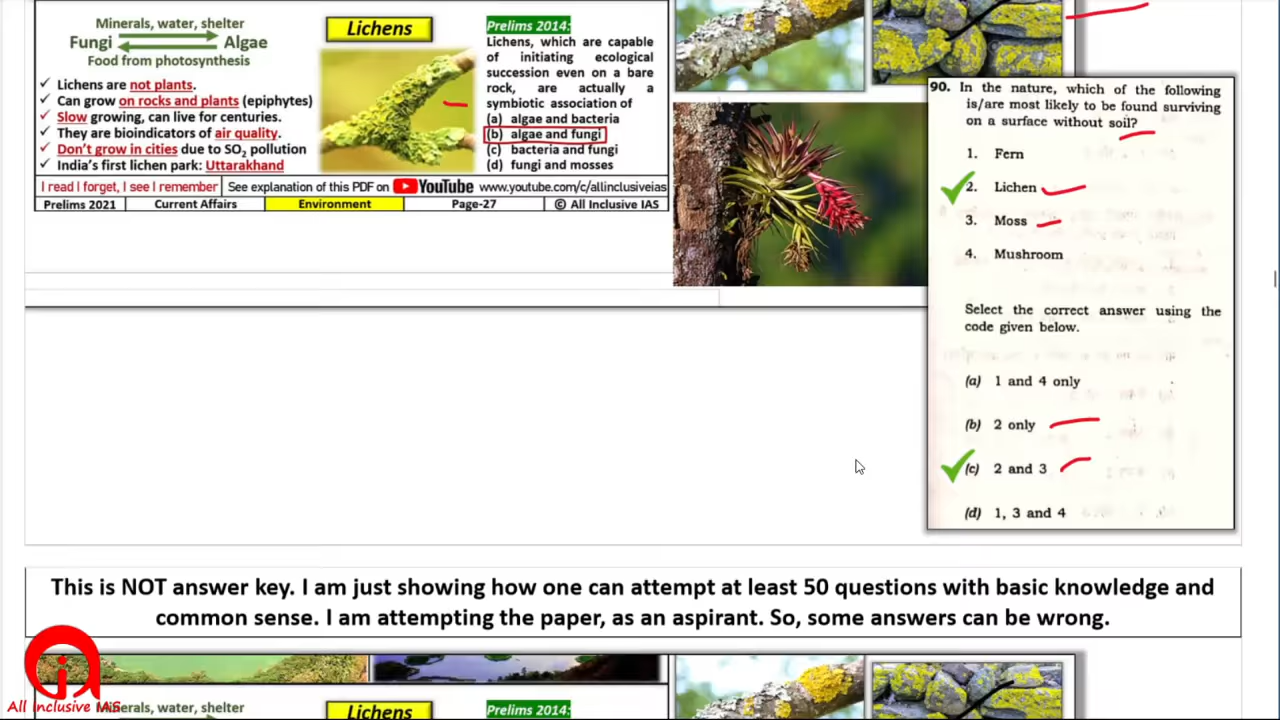 Minerals, water, shelter
Fungi Algae
Food from photosynthesis
✓ Lichens are not plants.
✓ Can grow on rocks and plants (epiphytes)
✓ Slow growing, can live for centuries.
✓ They are bioindicators of air quality.
✓ Don't grow in cities due to SO2 pollution
✓ India's first lichen park: Uttarakhand
Lichens
Prelims 2014:
Lichens, which are capable
of initiating ecological
succession even on a bare
rock, are actually a
symbiotic association of
(a) algae and bacteria
(b) algae and fungi
(c) bacteria and fungi
(d) fungi and mosses
I read I forget, I see I remember See explanation of this PDF on YouTube www.youtube.com/c/allinclusiveias
Prelims 2021 Current Affairs Environment Page-27 © All Inclusive IAS
90. In the nature, which of the following
is/are most likely to be found surviving
on a surface without soil?
1. Fern
2. Lichen
3. Moss
4. Mushroom
Select the correct answer using the
code given below.
(a) 1 and 4 only
(b) 2 only
(c) 2 and 3
(d) 1, 3 and 4
This is NOT answer key. I am just showing how one can attempt at least 50 questions with basic knowledge and
common sense. I am attempting the paper, as an aspirant. So, some answers can be wrong.
All Inclusive IAS
Minerals, water, shelter
Lichens
Prelims 2014: